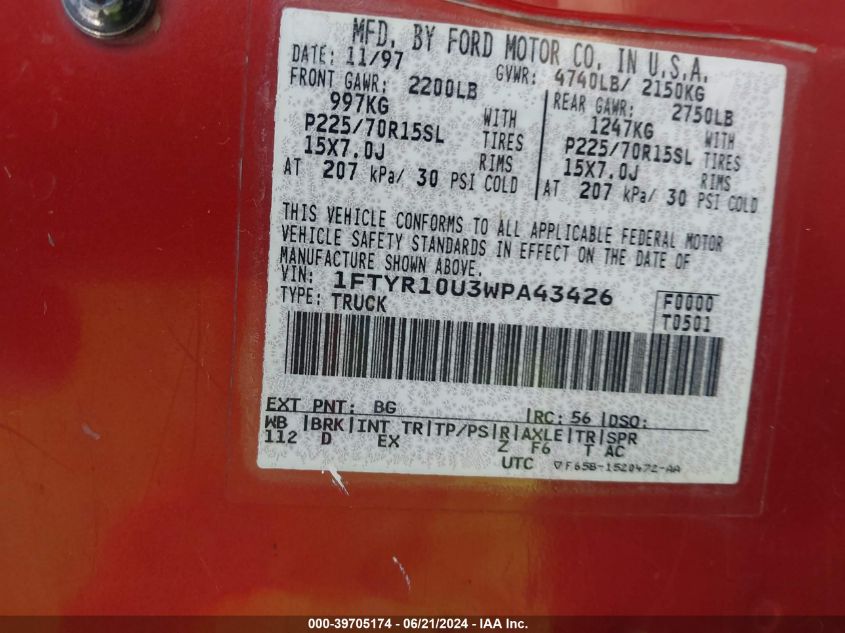 MFD. BY FORD MOTOR CO. IN U.S.A.
DATE: 11/97 GVWR: 4740LB/ 2150KG
FRONT GAWR: 2200LB REAR GAWR: 2750LB
997KG WITH 1247KG WITH
P225/70R15SL TIRES P225/70R15SL TIRES
15X7.0J RIMS 15X7.0J RIMS
AT 207 kPa/ 30 PSI COLD AT 207 kPa/ 30 PSI COLD
THIS VEHICLE CONFORMS TO ALL APPLICABLE FEDERAL MOTOR
VEHICLE SAFETY STANDARDS IN EFFECT ON THE DATE OF
MANUFACTURE SHOWN ABOVE.
VIN: 1FTYR10U3WPA43426 F0000
TYPE: TRUCK T0501
EXT PNT: BG |RC: 56 |DSO:
WB |BRK|INT TR|TP/PS|R|AXLE|TR|SPR
112 D EX Z F6 T AC
UTC ▽F65B-1520472-AA
000-39705174 - 06/21/2024 - IAA Inc.